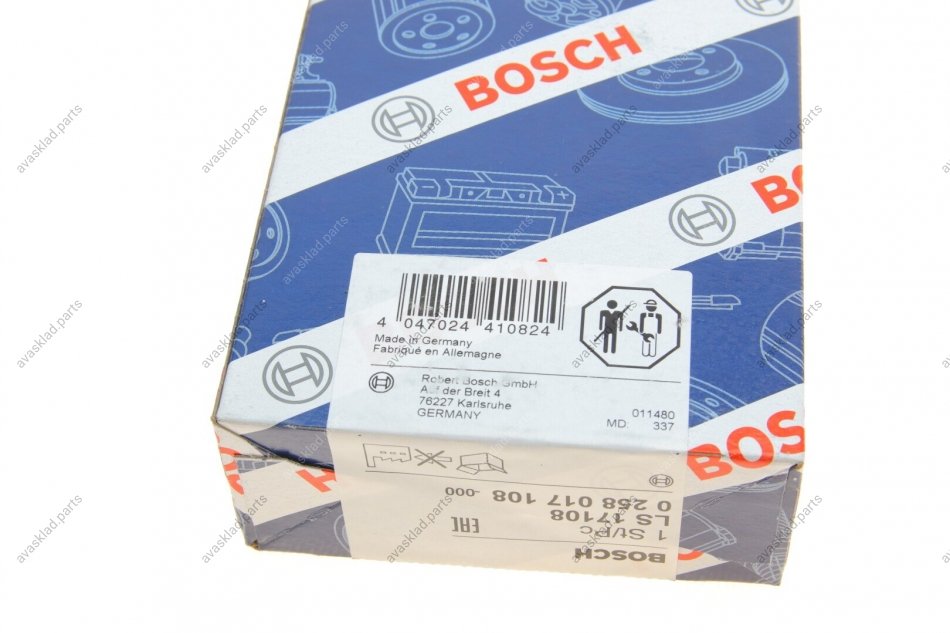 BOSCH
BOSCH
4 047024 410824
Made in Germany
Fabriqué en Allemagne
Robert Bosch GmbH
Auf der Breit 4
76227 Karlsruhe
GERMANY
011480
MD: 337
BOSCH
BOSCH
1 St/Pc
LS 17108
0 258 017 108 -000
EAC
avasklad.parts